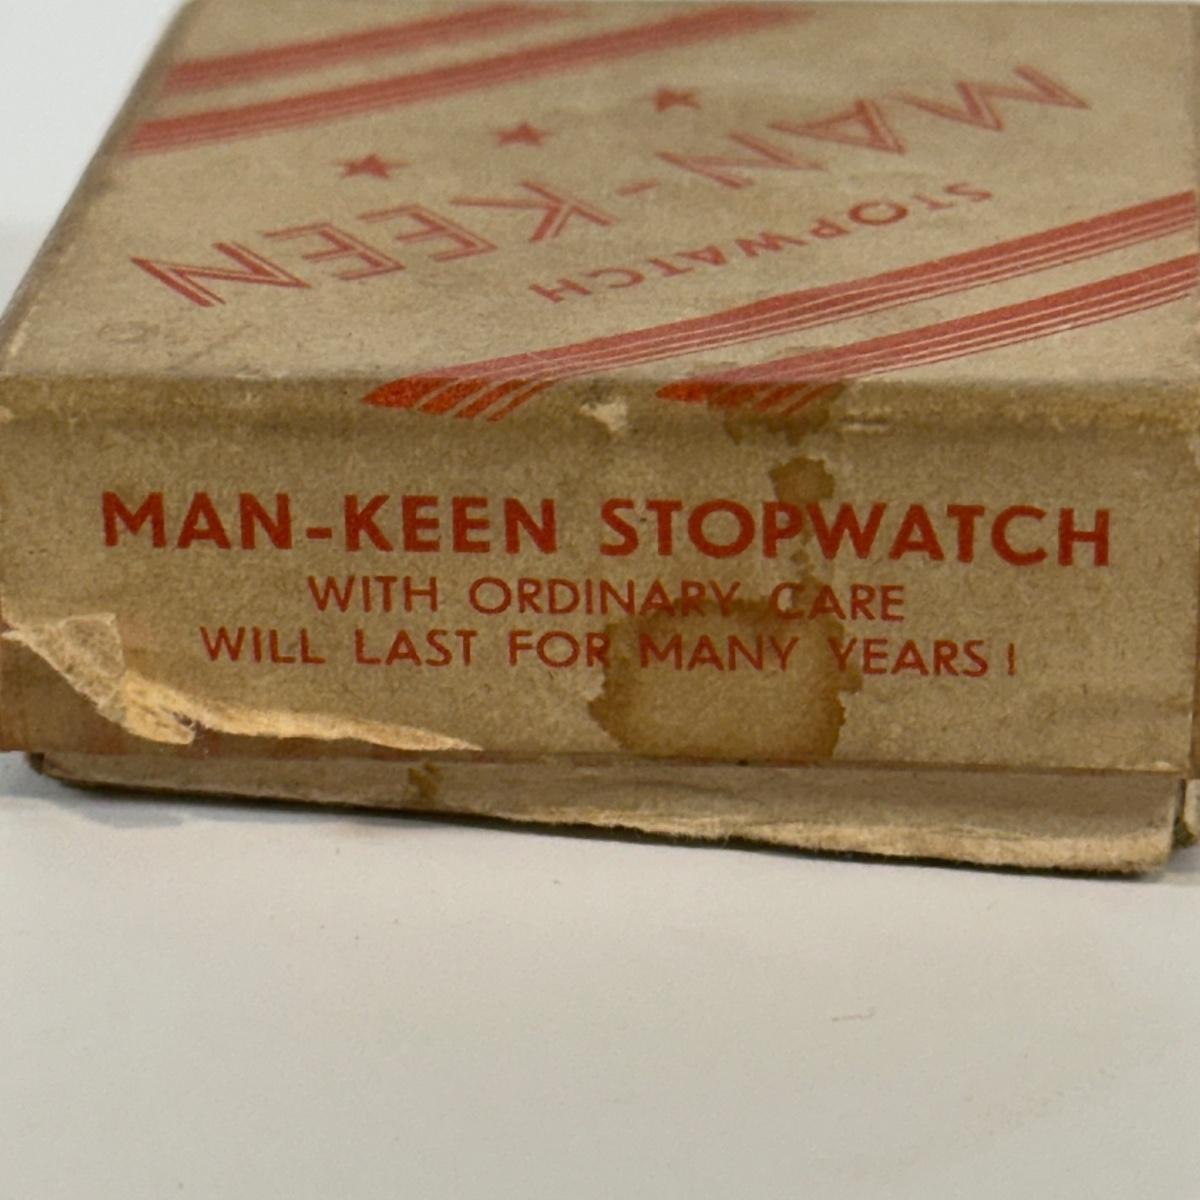 MAN-KEEN
STOPWATCH
MAN-KEEN STOPWATCH
WITH ORDINARY CARE
WILL LAST FOR MANY YEARS!